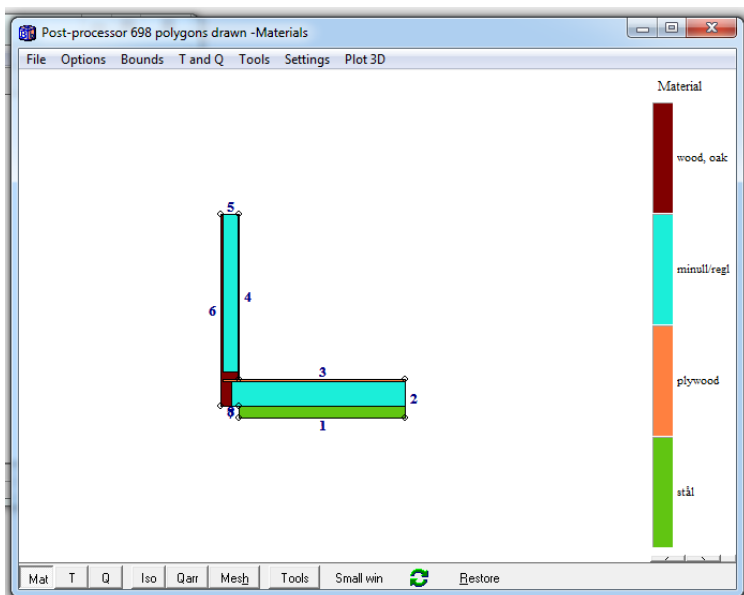 Post-processor 698 polygons drawn -Materials
File Options Bounds T and Q Tools Settings Plot 3D
Material
wood, oak
5
minull/regl
4
6
3
plywood
2
8
1
stål
Mat T Q Iso Qarr Mesh Tools Small win Restore